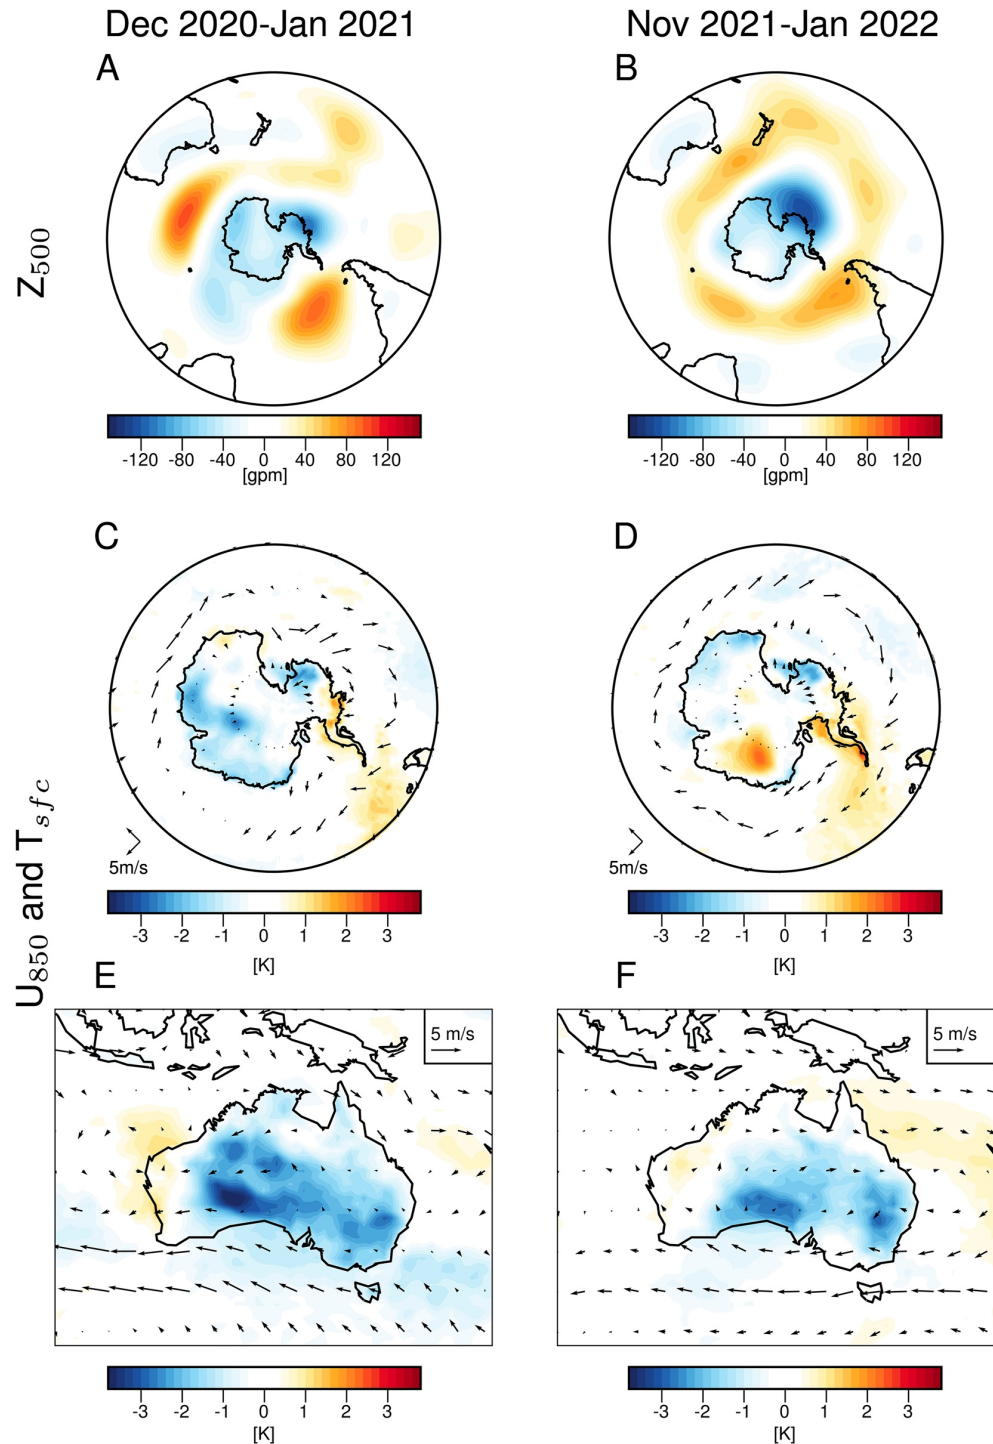 Dec 2020-Jan 2021
Nov 2021-Jan 2022
A
B
Z500
-120 -80 -40 0 40 80 120
[gpm]
-120 -80 -40 0 40 80 120
[gpm]
C
D
U850 and Tsfc
5m/s
5m/s
-3 -2 -1 0 1 2 3
[K]
-3 -2 -1 0 1 2 3
[K]
E
F
5 m/s
5 m/s
-3 -2 -1 0 1 2 3
[K]
-3 -2 -1 0 1 2 3
[K]